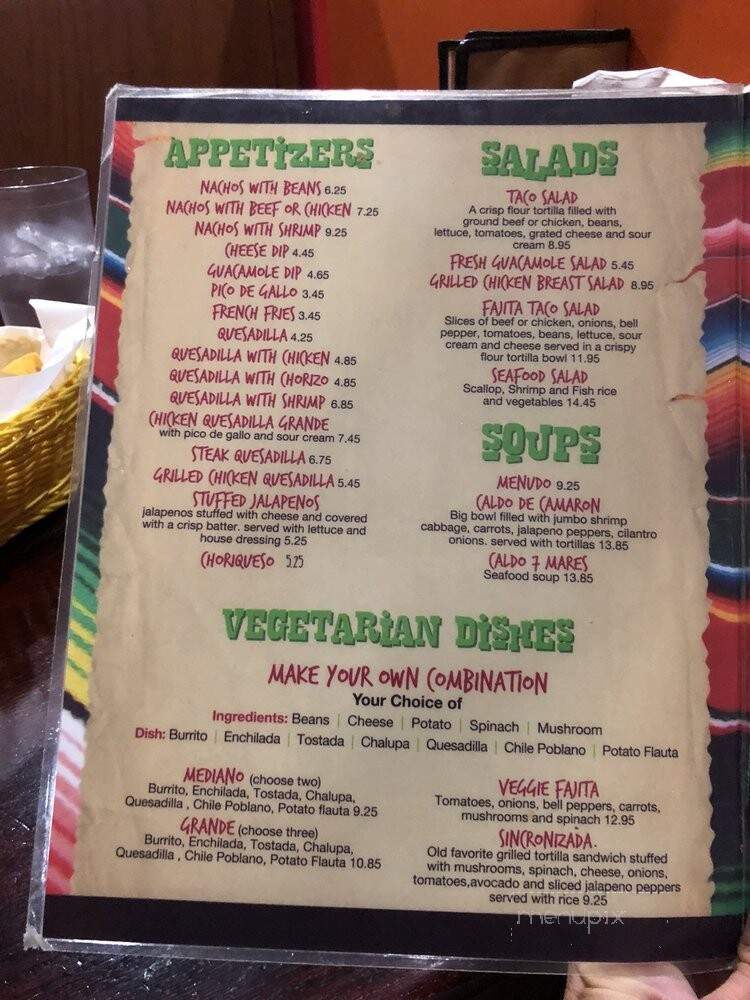 APPETIZERS
NACHOS WITH BEANS 6.25
NACHOS WITH BEEF OR CHICKEN 7.25
NACHOS WITH SHRIMP 9.25
CHEESE DIP 4.45
GUACAMOLE DIP 4.65
PICO DE GALLO 3.45
FRENCH FRIES 3.45
QUESADILLA 4.25
QUESADILLA WITH CHICKEN 4.85
QUESADILLA WITH CHORIZO 4.85
QUESADILLA WITH SHRIMP 6.85
CHICKEN QUESADILLA GRANDE
with pico de gallo and sour cream 7.45
STEAK QUESADILLA 6.75
GRILLED CHICKEN QUESADILLA 5.45
STUFFED JALAPENOS
jalapenos stuffed with cheese and covered
with a crisp batter. served with lettuce and
house dressing 5.25
CHORIQUESO 5.25
SALADS
TACO SALAD
A crisp flour tortilla filled with
ground beef or chicken, beans,
lettuce, tomatoes, grated cheese and sour
cream 8.95
FRESH GUACAMOLE SALAD 5.45
GRILLED CHICKEN BREAST SALAD 8.95
FAJITA TACO SALAD
Slices of beef or chicken, onions, bell
pepper, tomatoes, beans, lettuce, sour
cream and cheese served in a crispy
flour tortilla bowl 11.95
SEAFOOD SALAD
Scallop, Shrimp and Fish rice
and vegetables 14.45
SOUPS
MENUDO 9.25
CALDO DE CAMARON
Big bowl filled with jumbo shrimp
cabbage, carrots, jalapeno peppers, cilantro
onions. served with tortillas 13.85
CALDO 7 MARES
Seafood soup 13.85
VEGETARIAN DISHES
MAKE YOUR OWN COMBINATION
Your Choice of
Ingredients: Beans | Cheese | Potato | Spinach | Mushroom
Dish: Burrito | Enchilada | Tostada | Chalupa | Quesadilla | Chile Poblano | Potato Flauta
MEDIANO (choose two)
Burrito, Enchilada, Tostada, Chalupa,
Quesadilla , Chile Poblano, Potato flauta 9.25
GRANDE (choose three)
Burrito, Enchilada, Tostada, Chalupa,
Quesadilla , Chile Poblano, Potato Flauta 10.85
VEGGIE FAJITA
Tomatoes, onions, bell peppers, carrots,
mushrooms and spinach 12.95
SINCRONIZADA.
Old favorite grilled tortilla sandwich stuffed
with mushrooms, spinach, cheese, onions,
tomatoes,avocado and sliced jalapeno peppers
served with rice 9.25
menupix